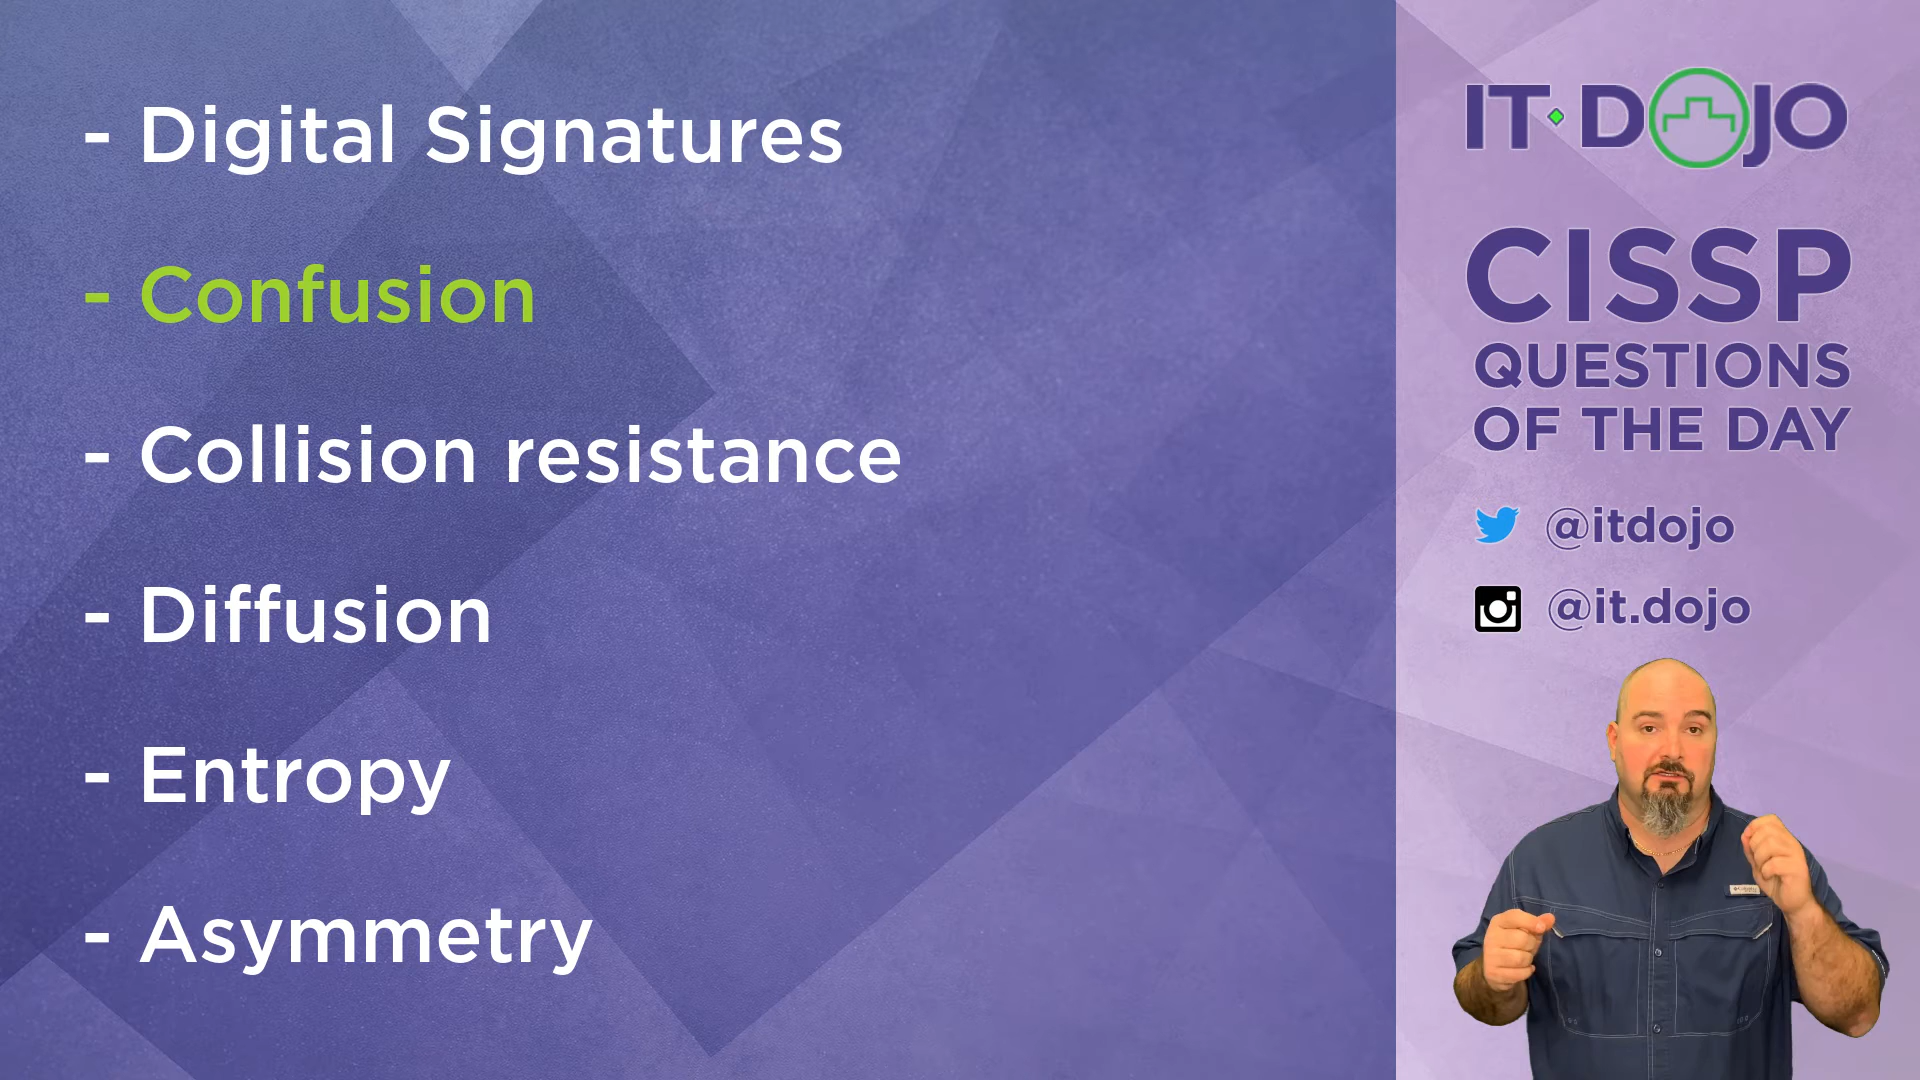 - Digital Signatures
- Confusion
- Collision resistance
- Diffusion
- Entropy
- Asymmetry
IT·DOJO
CISSP
QUESTIONS
OF THE DAY
@itdojo
@it.dojo